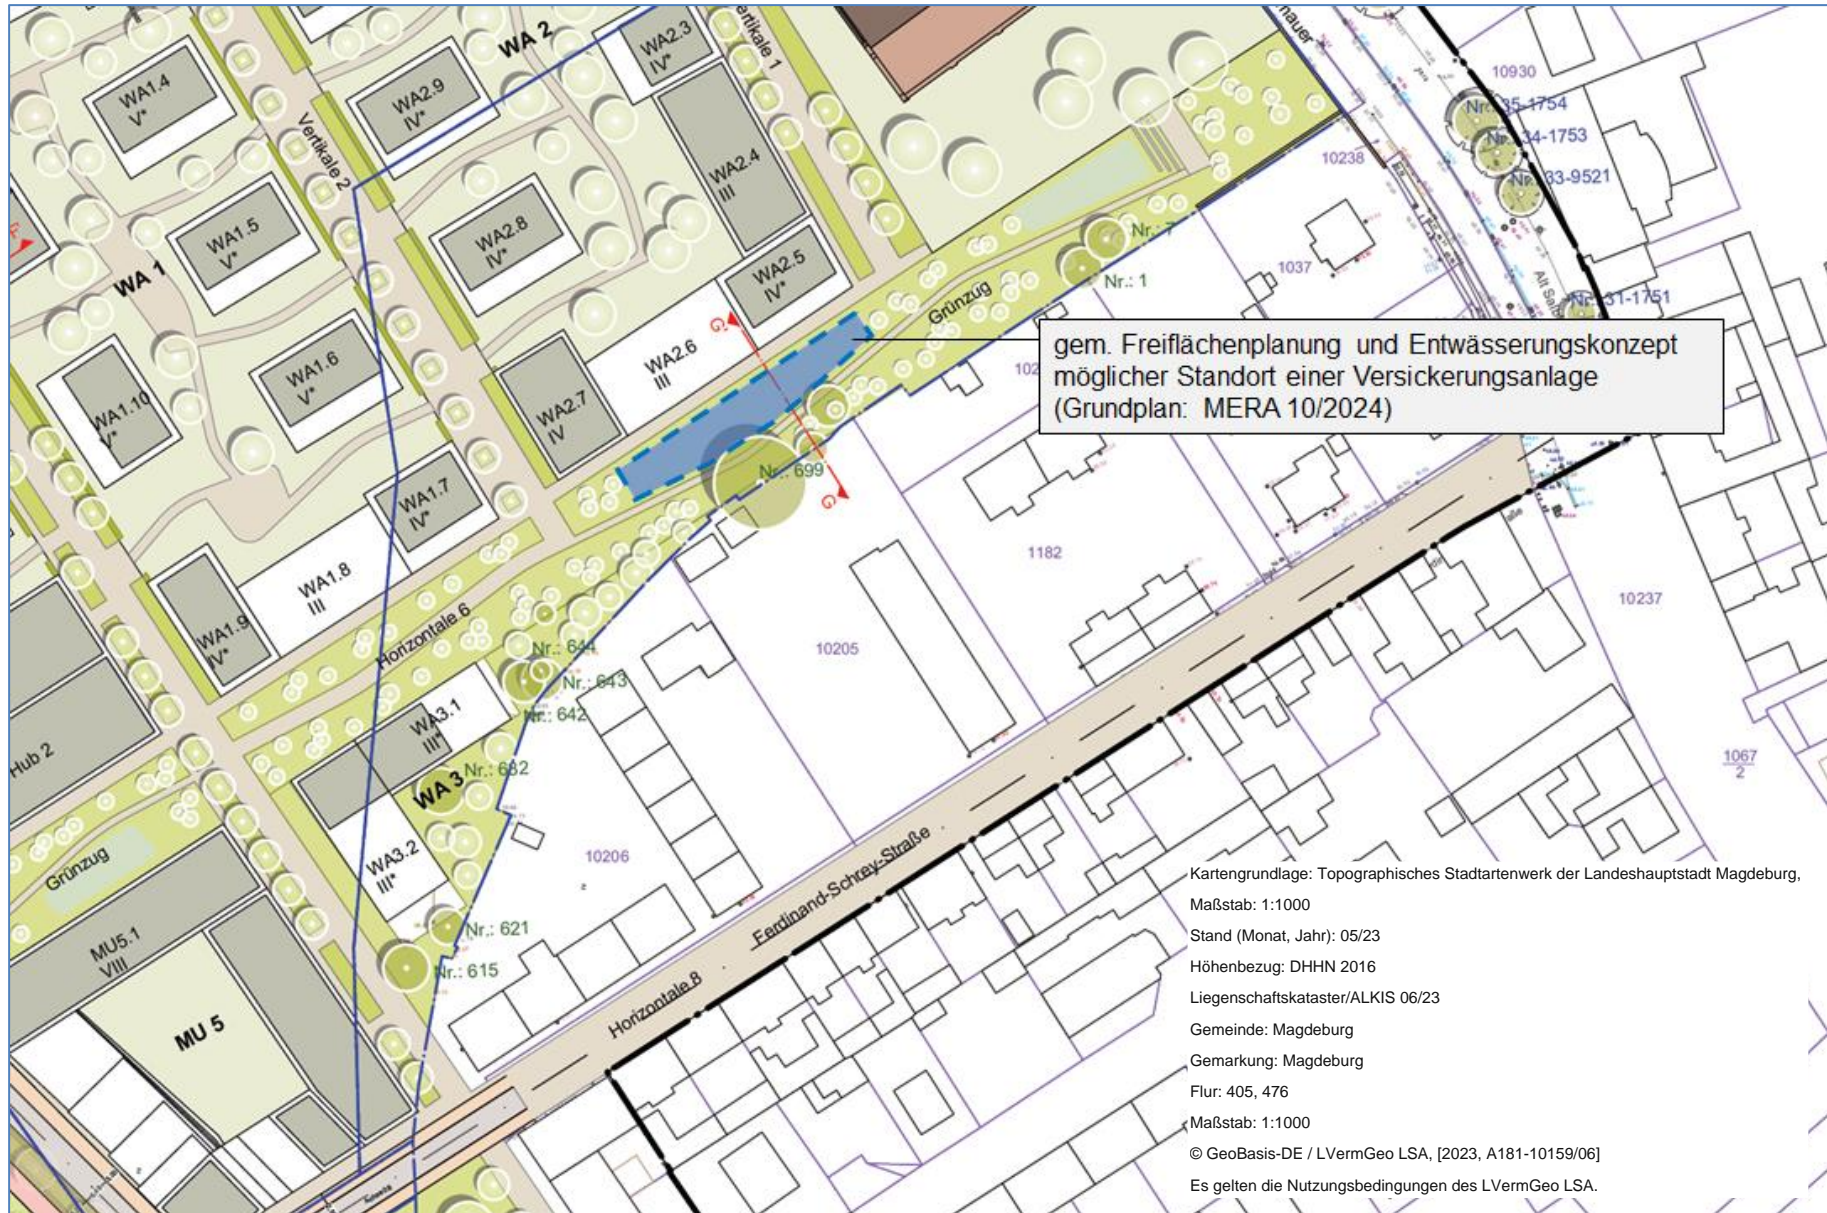 WA 2
WA2.3
IV*
ertikale 1
nauer
10930
WA1.4
V*
WA2.9
IV*
Vertikale 2
WA2.4
III
Nr.: 35-1754
Nr.: 34-1753
Nr.: 33-9521
10238
WA1.5
V*
WA2.8
IV*
WA 1
WA2.5
IV*
Nr.: 7
Nr.: 1
1037
Nr.: 31-1751
Grünzug
G'
WA1.6
V*
WA2.6
III
WA2.7
IV
WA1.10
V*
gem. Freiflächenplanung und Entwässerungskonzept
möglicher Standort einer Versickerungsanlage
(Grundplan: MERA 10/2024)
Nr.: 699
G'
WA1.7
IV*
WA1.8
III
WA1.9
IV*
Horizontale 6
1182
10237
10205
Nr.: 644
Nr.: 643
Nr.: 642
WA3.1
III*
Hub 2
WA 3
Nr.: 632
1067
2
WA3.2
III*
10206
Grünzug
Nr.: 621
Nr.: 615
MU5.1
VIII
MU 5
Ferdinand-Schrey-Straße
Horizontale 8
Kartengrundlage: Topographisches Stadtartenwerk der Landeshauptstadt Magdeburg,
Maßstab: 1:1000
Stand (Monat, Jahr): 05/23
Höhenbezug: DHHN 2016
Liegenschaftskataster/ALKIS 06/23
Gemeinde: Magdeburg
Gemarkung: Magdeburg
Flur: 405, 476
Maßstab: 1:1000
© GeoBasis-DE / LVermGeo LSA, [2023, A181-10159/06]
Es gelten die Nutzungsbedingungen des LVermGeo LSA.